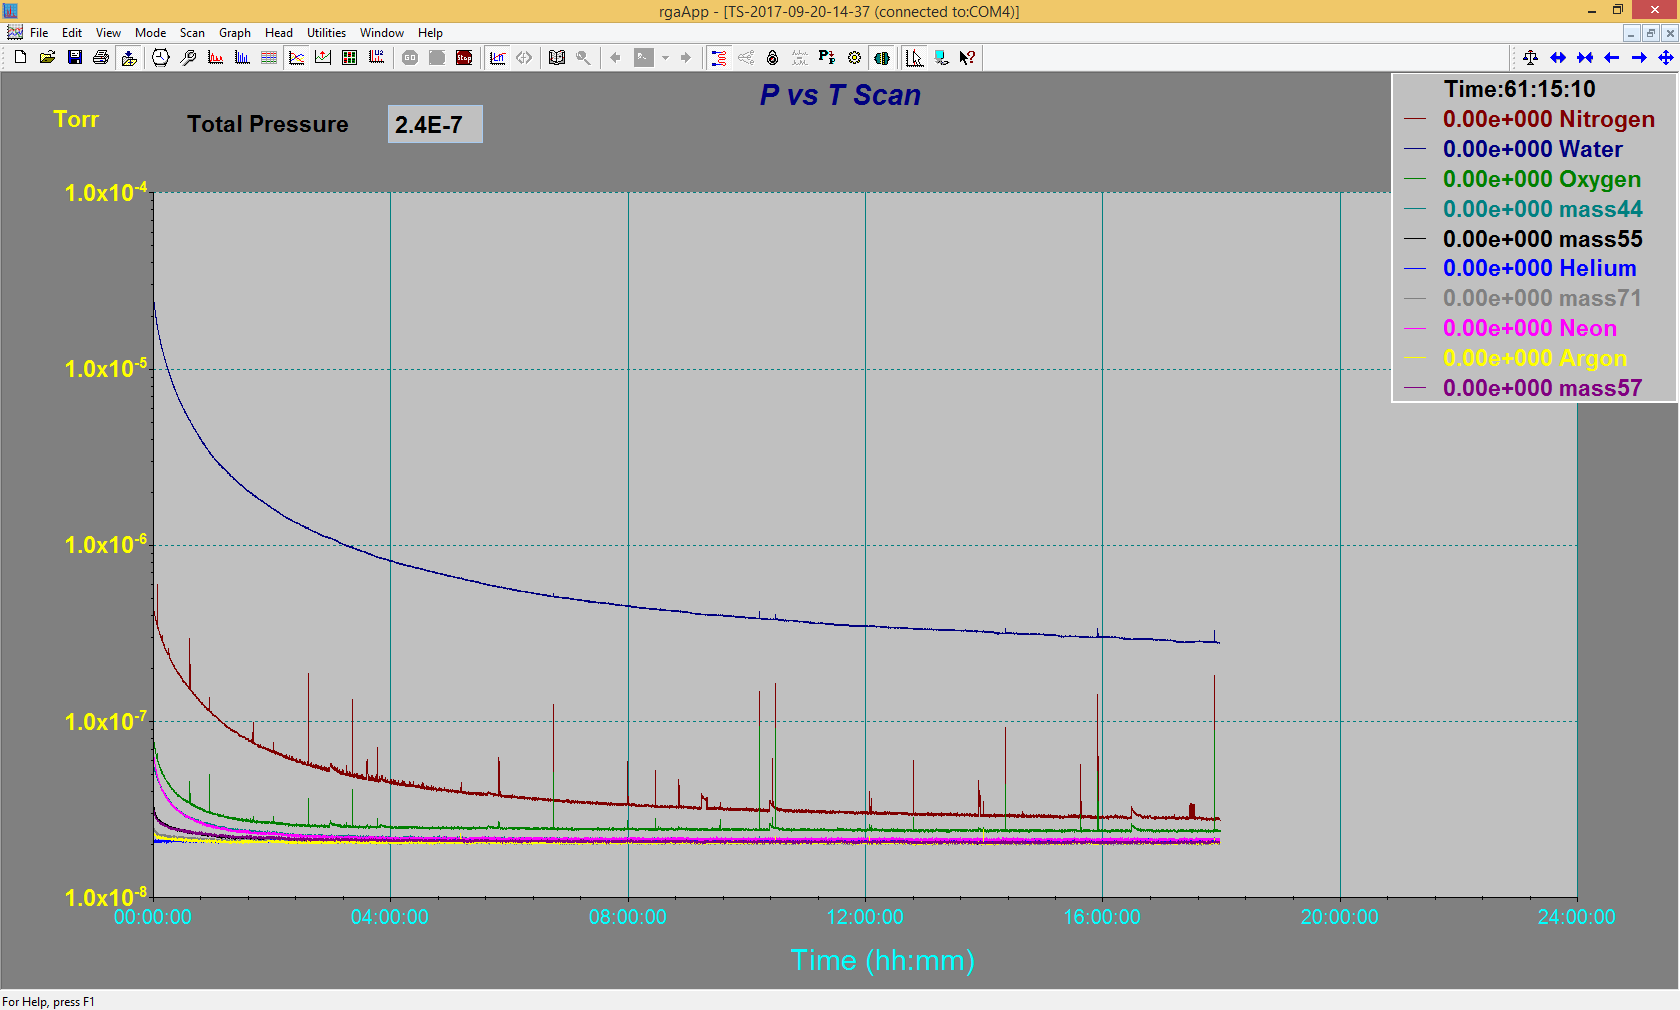 rgaApp - [TS-2017-09-20-14-37 (connected to:COM4)]
File Edit View Mode Scan Graph Head Utilities Window Help
GO Stop
P vs T Scan
Torr
Total Pressure 2.4E-7
Time:61:15:10
0.00e+000 Nitrogen
0.00e+000 Water
0.00e+000 Oxygen
0.00e+000 mass44
0.00e+000 mass55
0.00e+000 Helium
0.00e+000 mass71
0.00e+000 Neon
0.00e+000 Argon
0.00e+000 mass57
1.0x10-4
1.0x10-5
1.0x10-6
1.0x10-7
1.0x10-8
00:00:00 04:00:00 08:00:00 12:00:00 16:00:00 20:00:00 24:00:00
Time (hh:mm)
For Help, press F1